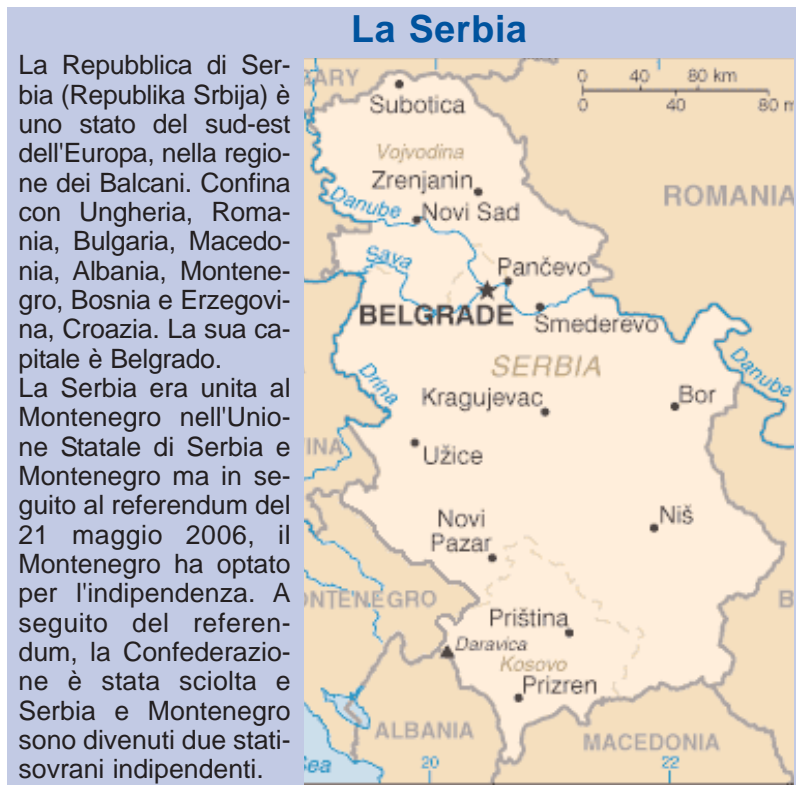 La Serbia
La Repubblica di Ser-
bia (Republika Srbija) è
uno stato del sud-est
dell'Europa, nella regio-
ne dei Balcani. Confina
con Ungheria, Roma-
nia, Bulgaria, Macedo-
nia, Albania, Montene-
gro, Bosnia e Erzegovi-
na, Croazia. La sua ca-
pitale è Belgrado.
La Serbia era unita al
Montenegro nell'Unio-
ne Statale di Serbia e
Montenegro ma in se-
guito al referendum del
21 maggio 2006, il
Montenegro ha optato
per l'indipendenza. A
seguito del referen-
dum, la Confederazio-
ne è stata sciolta e
Serbia e Montenegro
sono divenuti due stati-
sovrani indipendenti.
0 40 80 km
0 40 80 m
GARY
Subotica
Vojvodina
Zrenjanin
ROMANIA
Danube
Novi Sad
Sava
Pančevo
BELGRADE
Smederevo
SERBIA
Danube
Drina
Kragujevac
Bor
INA
Užice
Niš
Novi
Pazar
ONTENEGRO
B
Priština
Daravica
Kosovo
Prizren
ALBANIA
MACEDONIA
Sea
20
22